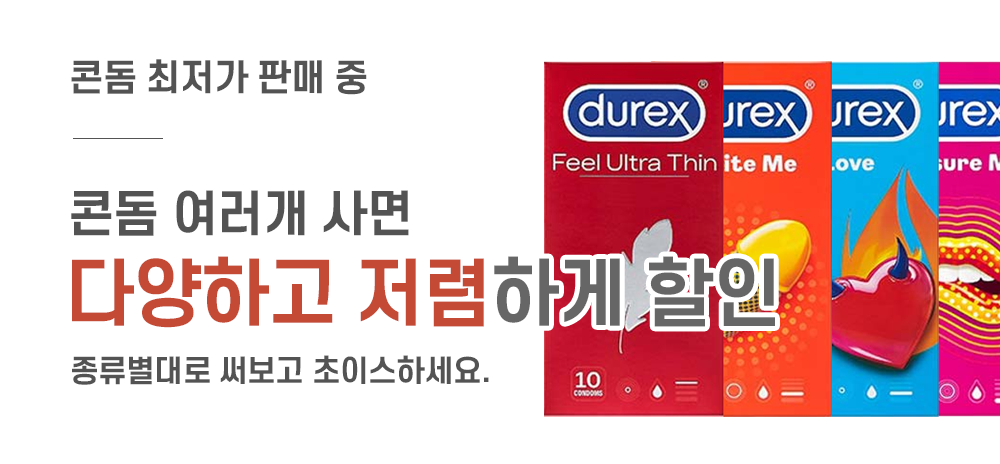 콘돔 최저가 판매 중
콘돔 여러개 사면
다양하고 저렴하게 할인
종류별대로 써보고 초이스하세요.
durex®
Feel Ultra Thin
10
CONDOMS
urex®
ite Me
urex®
Love
urex
sure M